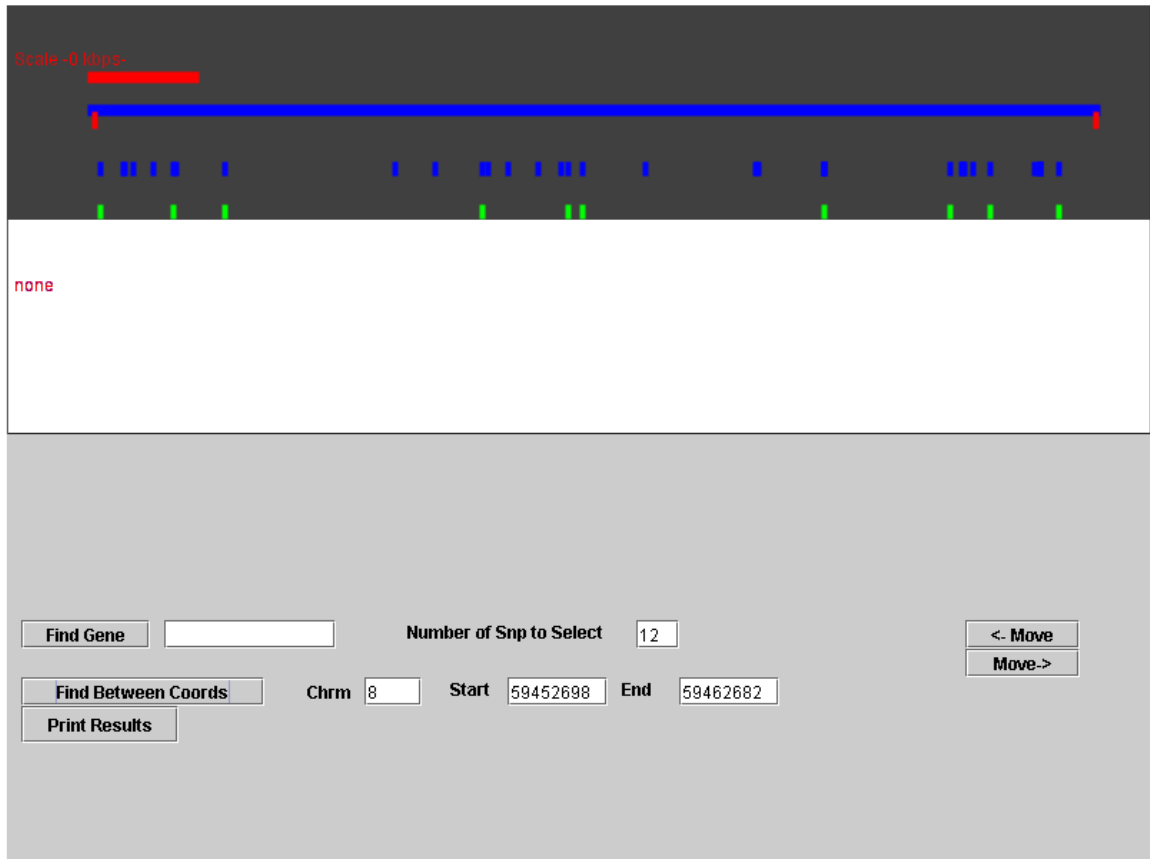 Scale -0 kbps-
none
Find Gene Number of Snp to Select 12 <- Move
Move->
Find Between Coords Chrm 8 Start 59452698 End 59462682
Print Results